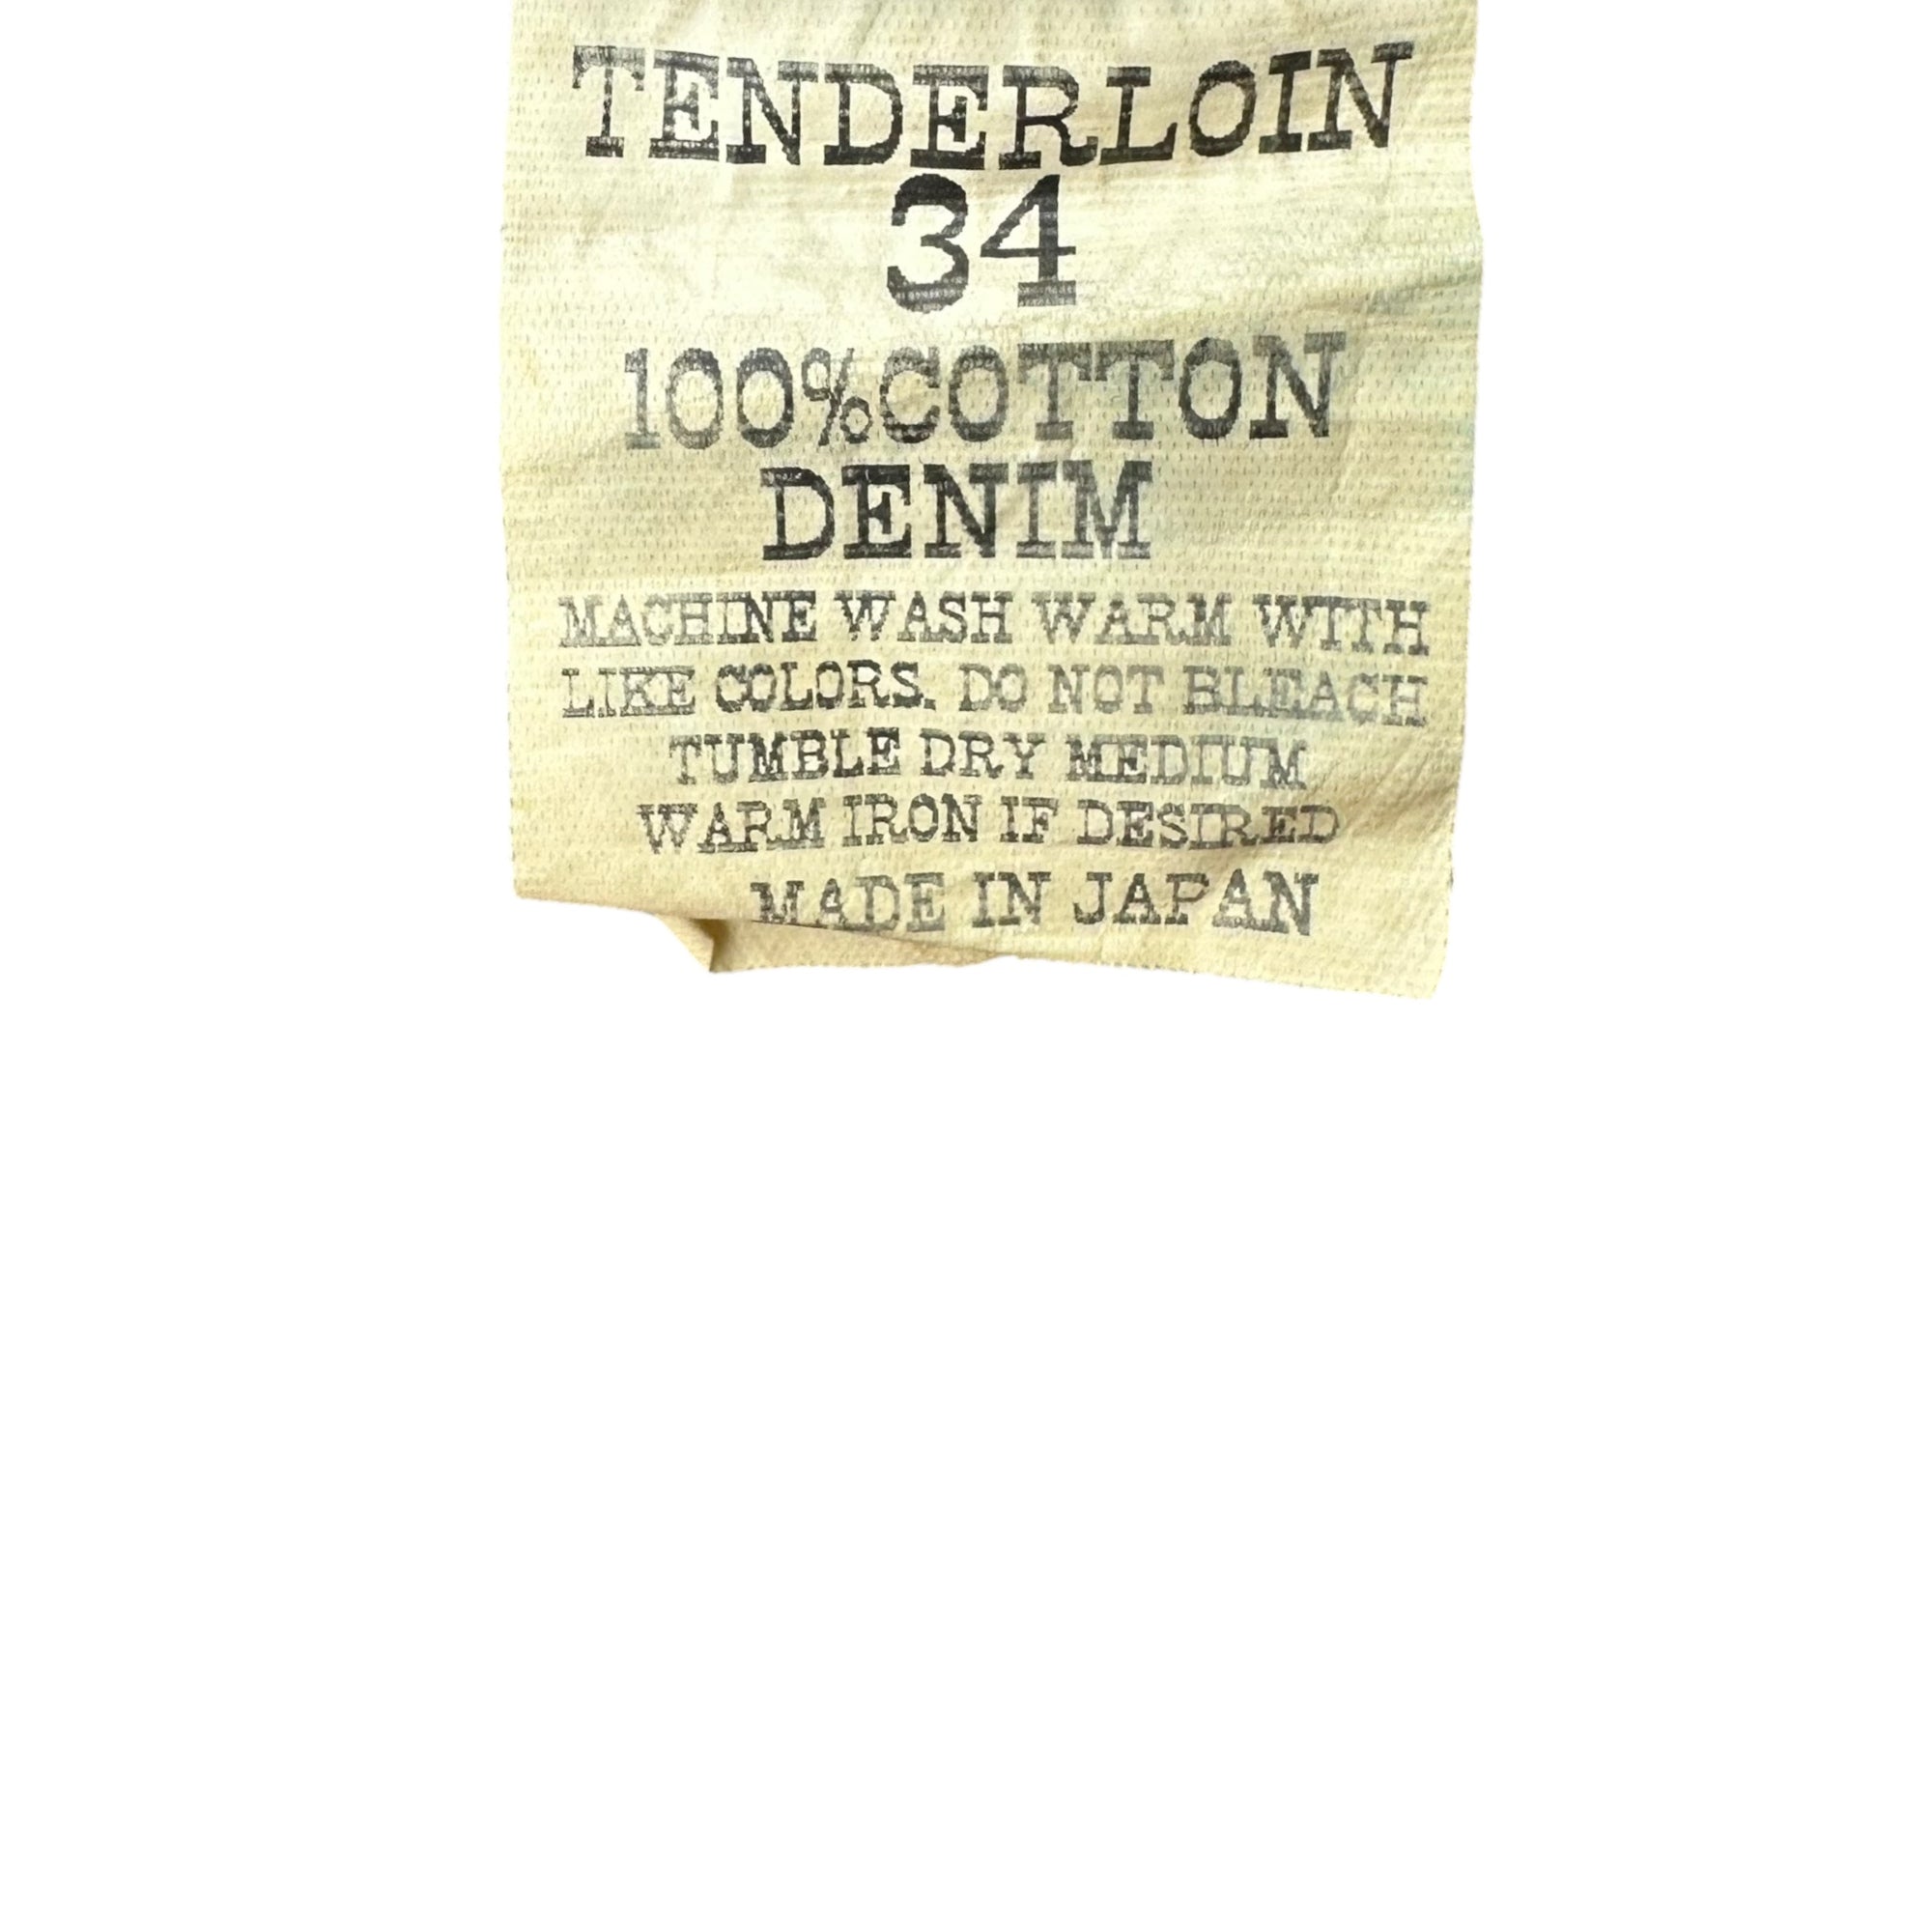 TENDERLOIN
34
100%COTTON
DENIM
MACHINE WASH WARM WITH
LIKE COLORS. DO NOT BLEACH
TUMBLE DRY MEDIUM
WARM IRON IF DESIRED
MADE IN JAPAN